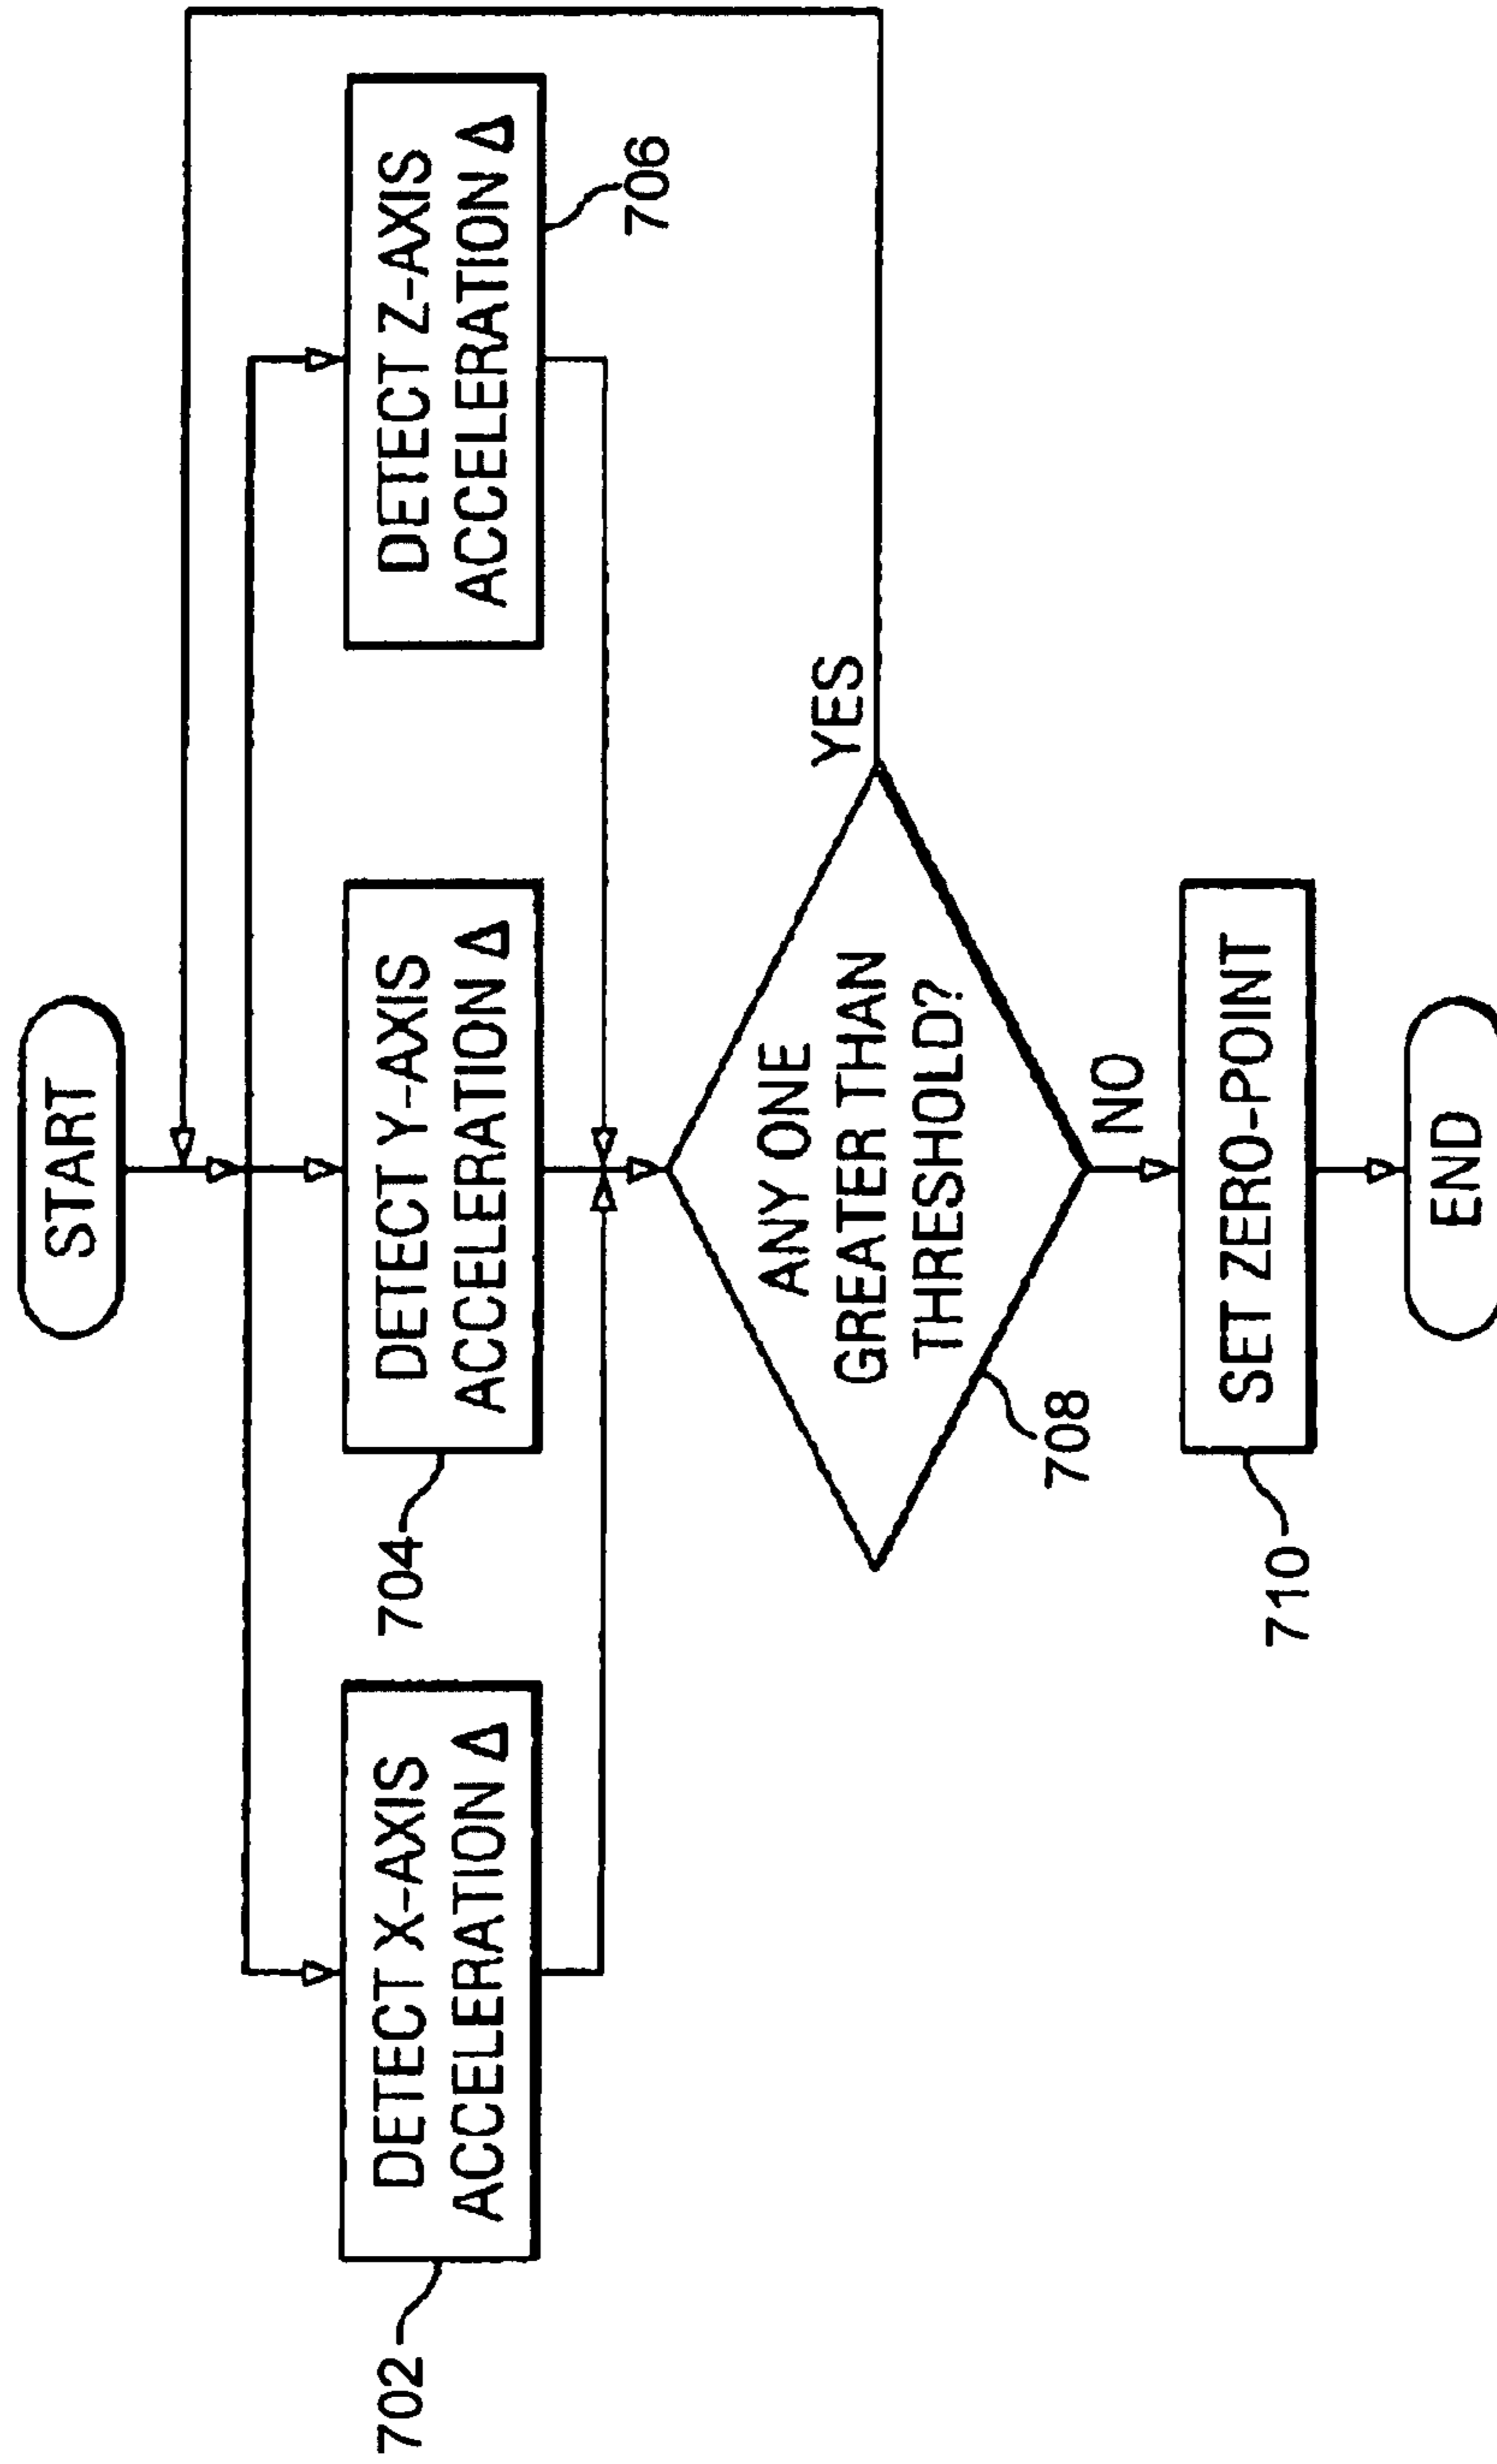 START
DETECT X-AXIS
ACCELERATION Δ
702
DETECT Y-AXIS
ACCELERATION Δ
704
DETECT Z-AXIS
ACCELERATION Δ
706
ANY ONE
GREATER THAN
THRESHOLD?
708
YES
NO
SET ZERO-POINT
710
END